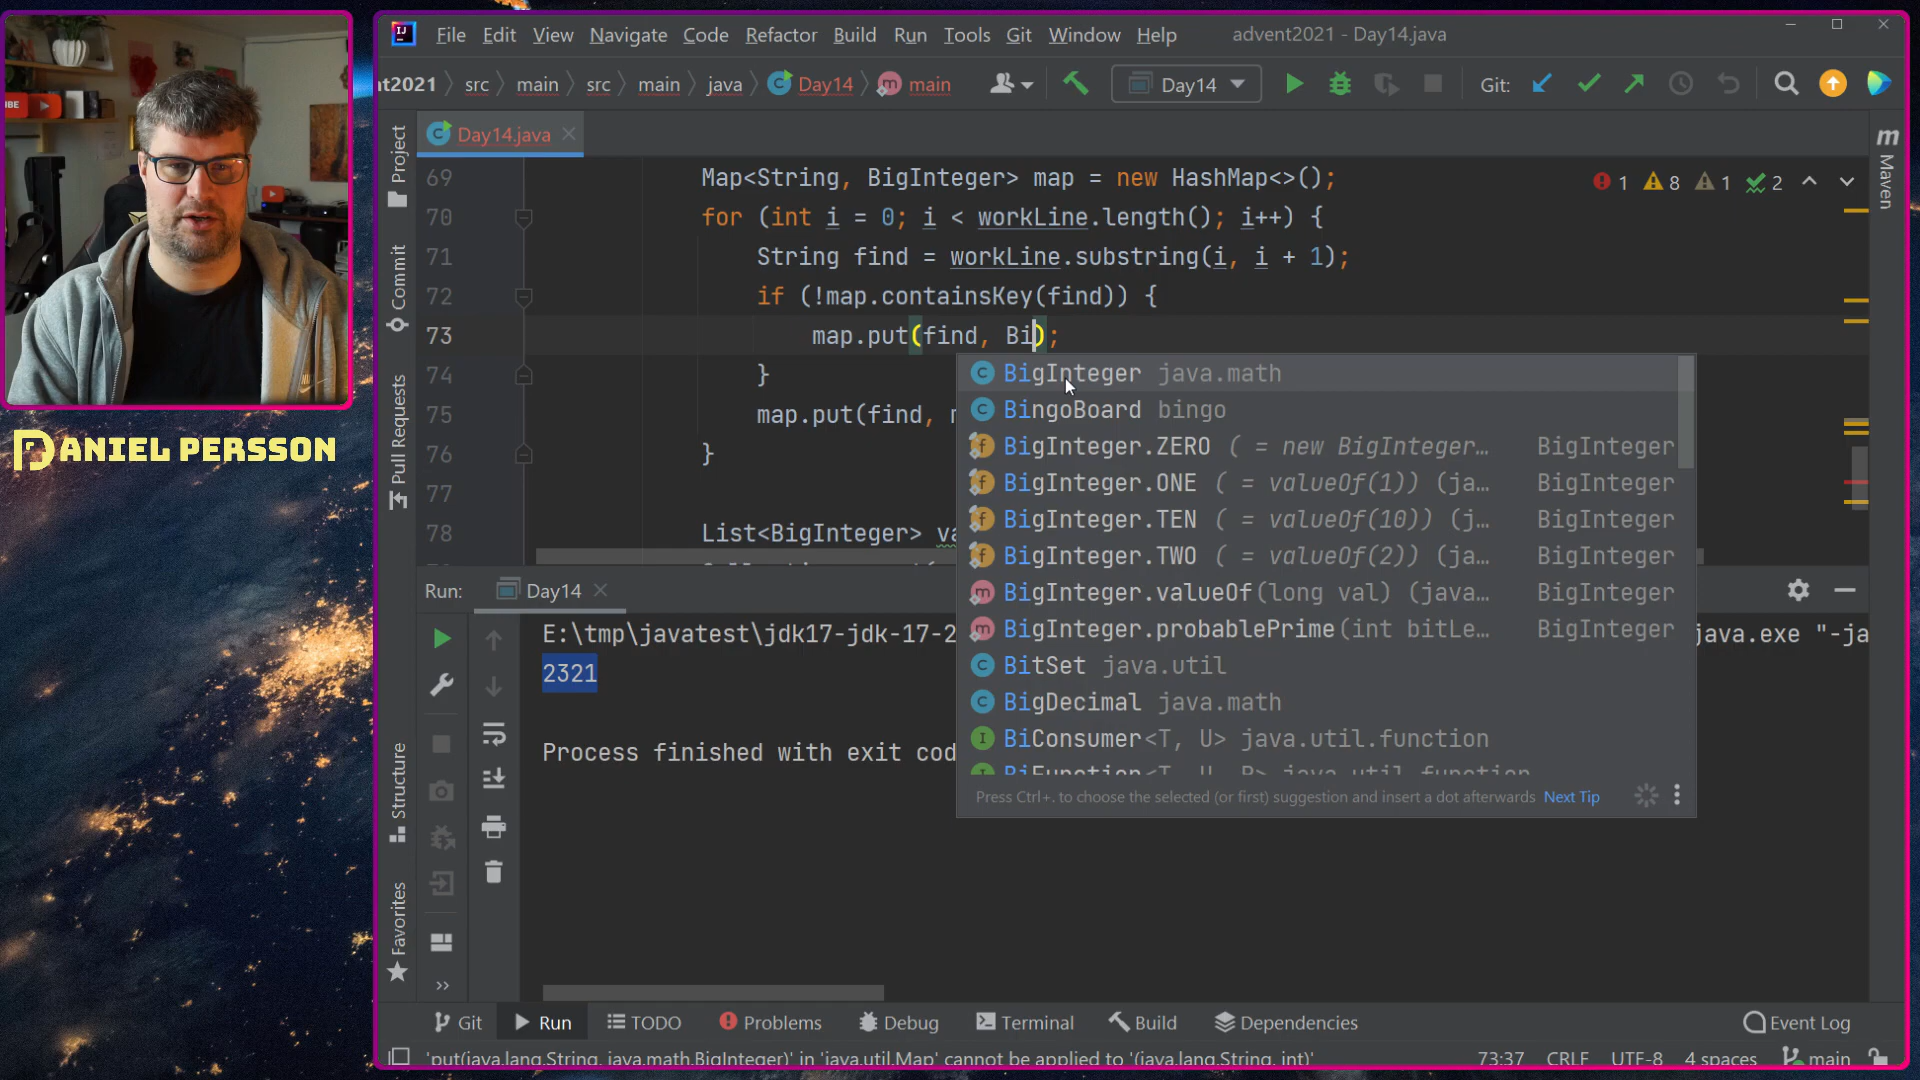 File Edit View Navigate Code Refactor Build Run Tools Git Window Help advent2021 - Day14.java
nt2021 src main src main java Day14 main Day14 Git:
Day14.java
Project
Commit
Pull Requests
Structure
Favorites
Maven
DANIEL PERSSON
69 Map<String, BigInteger> map = new HashMap<>();
1 8 1 2
70 for (int i = 0; i < workLine.length(); i++) {
71 String find = workLine.substring(i, i + 1);
72 if (!map.containsKey(find)) {
73 map.put(find, Bi);
74 }
75 map.put(find,
76 }
77
78 List<BigInteger> va
BigInteger java.math
BingoBoard bingo
BigInteger.ZERO ( = new BigInteger… BigInteger
BigInteger.ONE ( = valueOf(1)) (ja… BigInteger
BigInteger.TEN ( = valueOf(10)) (j… BigInteger
BigInteger.TWO ( = valueOf(2)) (ja… BigInteger
BigInteger.valueOf(long val) (java… BigInteger
BigInteger.probablePrime(int bitLe… BigInteger
BitSet java.util
BigDecimal java.math
BiConsumer<T, U> java.util.function
BiFunction<T, U, R> java.util.function
Press Ctrl+. to choose the selected (or first) suggestion and insert a dot afterwards Next Tip
Run: Day14
E:\tmp\javatest\jdk17-jdk-17-2
java.exe "-ja
2321
Process finished with exit cod
Git Run TODO Problems Debug Terminal Build Dependencies Event Log
'put(java.lang.String, java.math.BigInteger)' in 'java.util.Map' cannot be applied to '(java.lang.String, int)' 73:37 CRLF UTF-8 4 spaces main